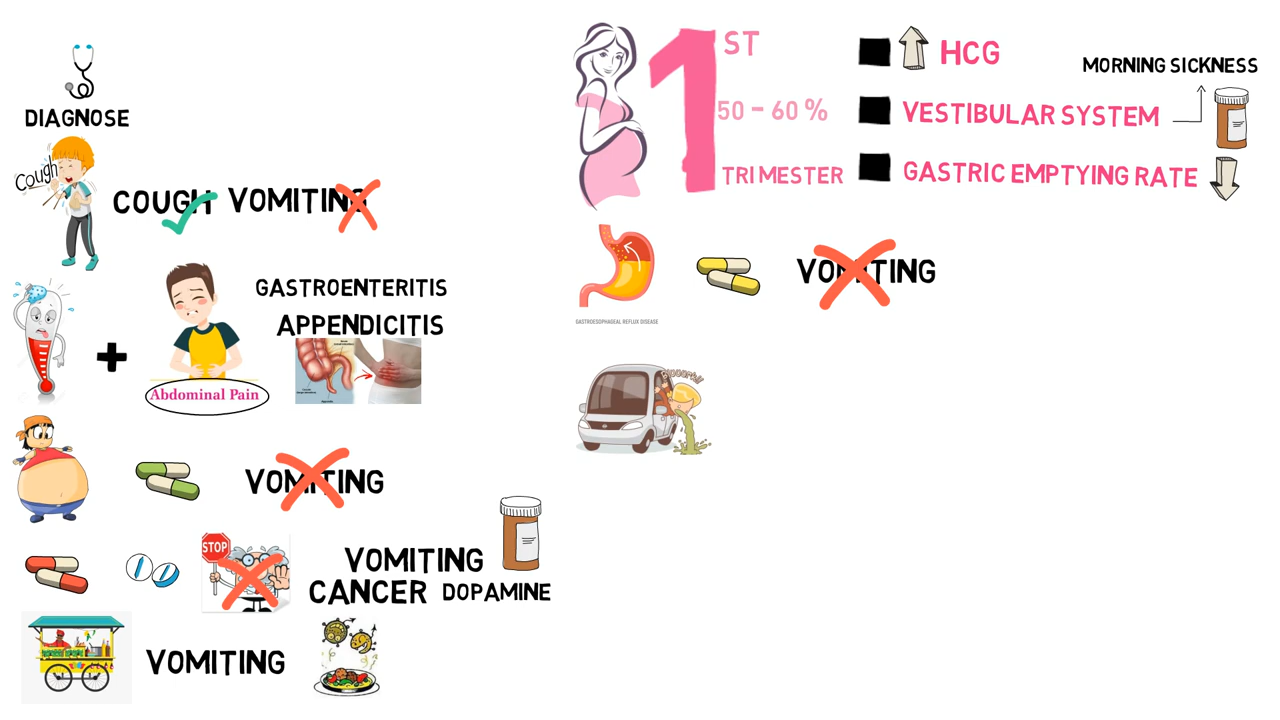 DIAGNOSE
Cough
COUGH VOMITING
GASTROENTERITIS
APPENDICITIS
Abdominal Pain
VOMITING
STOP
VOMITING
CANCER DOPAMINE
VOMITING
1ST
50 - 60 %
TRIMESTER
HCG
MORNING SICKNESS
VESTIBULAR SYSTEM
GASTRIC EMPTYING RATE
VOMITING
GASTROESOPHAGEAL REFLUX DISEASE